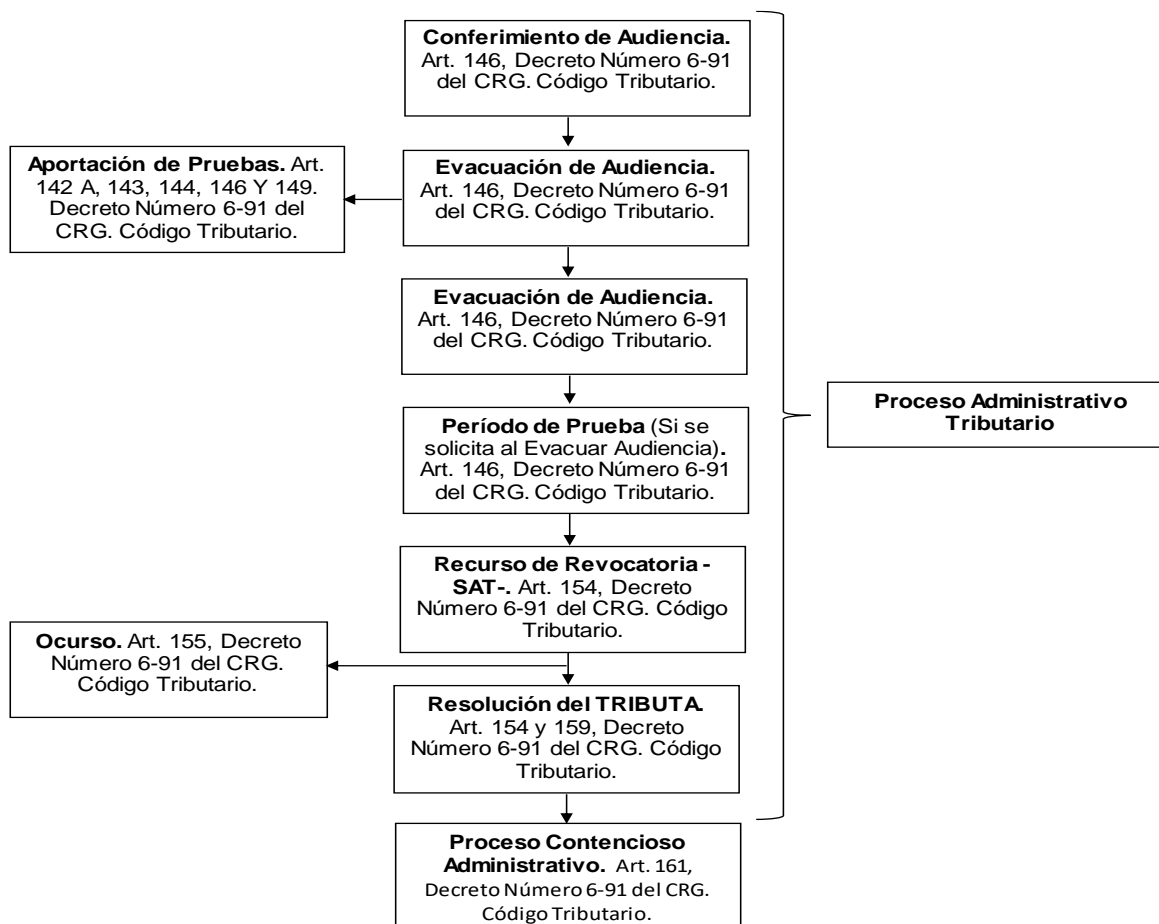 Conferimiento de Audiencia.
Art. 146, Decreto Número 6-91
del CRG. Código Tributario.
Aportación de Pruebas. Art.
142 A, 143, 144, 146 Y 149.
Decreto Número 6-91 del
CRG. Código Tributario.
Evacuación de Audiencia.
Art. 146, Decreto Número 6-91
del CRG. Código Tributario.
Evacuación de Audiencia.
Art. 146, Decreto Número 6-91
del CRG. Código Tributario.
Período de Prueba (Si se
solicita al Evacuar Audiencia).
Art. 146, Decreto Número 6-91
del CRG. Código Tributario.
Proceso Administrativo
Tributario
Recurso de Revocatoria -
SAT-. Art. 154, Decreto
Número 6-91 del CRG. Código
Tributario.
Ocurso. Art. 155, Decreto
Número 6-91 del CRG.
Código Tributario.
Resolución del TRIBUTA.
Art. 154 y 159, Decreto
Número 6-91 del CRG. Código
Tributario.
Proceso Contencioso
Administrativo. Art. 161,
Decreto Número 6-91 del CRG.
Código Tributario.